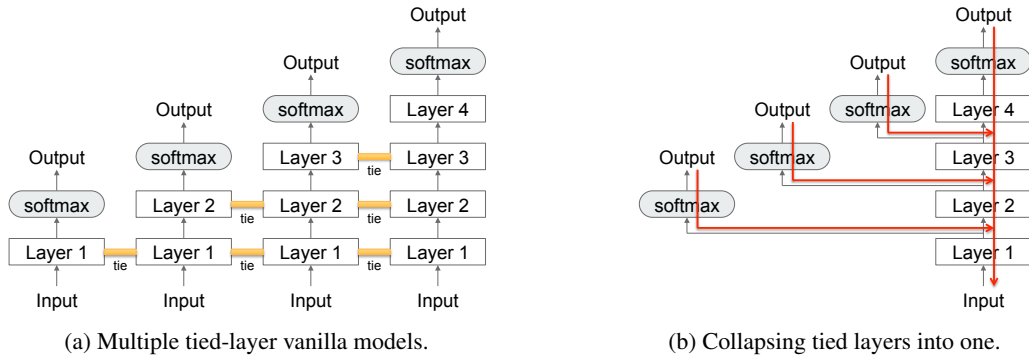 Output
softmax
Output
Layer 4
softmax
Output
Layer 3
tie
Layer 3
softmax
Output
Layer 2
tie
Layer 2
tie
Layer 2
softmax
Layer 1
tie
Layer 1
tie
Layer 1
tie
Layer 1
Input
Input
Input
Input
(a) Multiple tied-layer vanilla models.
Output
softmax
Output
Layer 4
softmax
Output
Layer 3
softmax
Output
Layer 2
softmax
Layer 1
Input
(b) Collapsing tied layers into one.